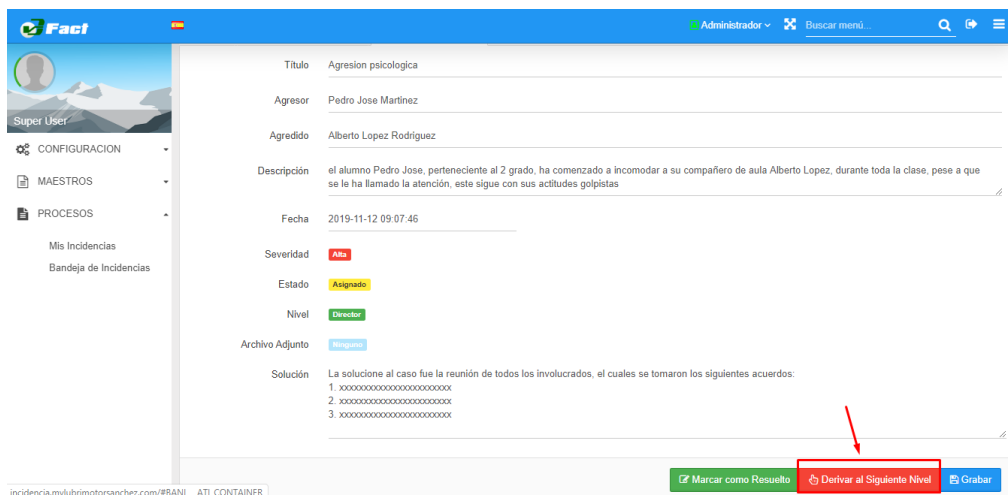 Fact
Administrador
Buscar menú...
Super User
CONFIGURACION
MAESTROS
PROCESOS
Mis Incidencias
Bandeja de Incidencias
Título Agresion psicologica
Agresor Pedro Jose Martinez
Agredido Alberto Lopez Rodriguez
Descripción el alumno Pedro Jose, perteneciente al 2 grado, ha comenzado a incomodar a su compañero de aula Alberto Lopez, durante toda la clase, pese a que
se le ha llamado la atención, este sigue con sus actitudes golpistas
Fecha 2019-11-12 09:07:46
Severidad Alta
Estado Asignado
Nivel Director
Archivo Adjunto Ninguno
Solución La solucione al caso fue la reunión de todos los involucrados, el cuales se tomaron los siguientes acuerdos:
1. xxxxxxxxxxxxxxxxxxxxxxx
2. xxxxxxxxxxxxxxxxxxxxxxx
3. xxxxxxxxxxxxxxxxxxxxxxx
Marcar como Resuelto Derivar al Siguiente Nivel Grabar